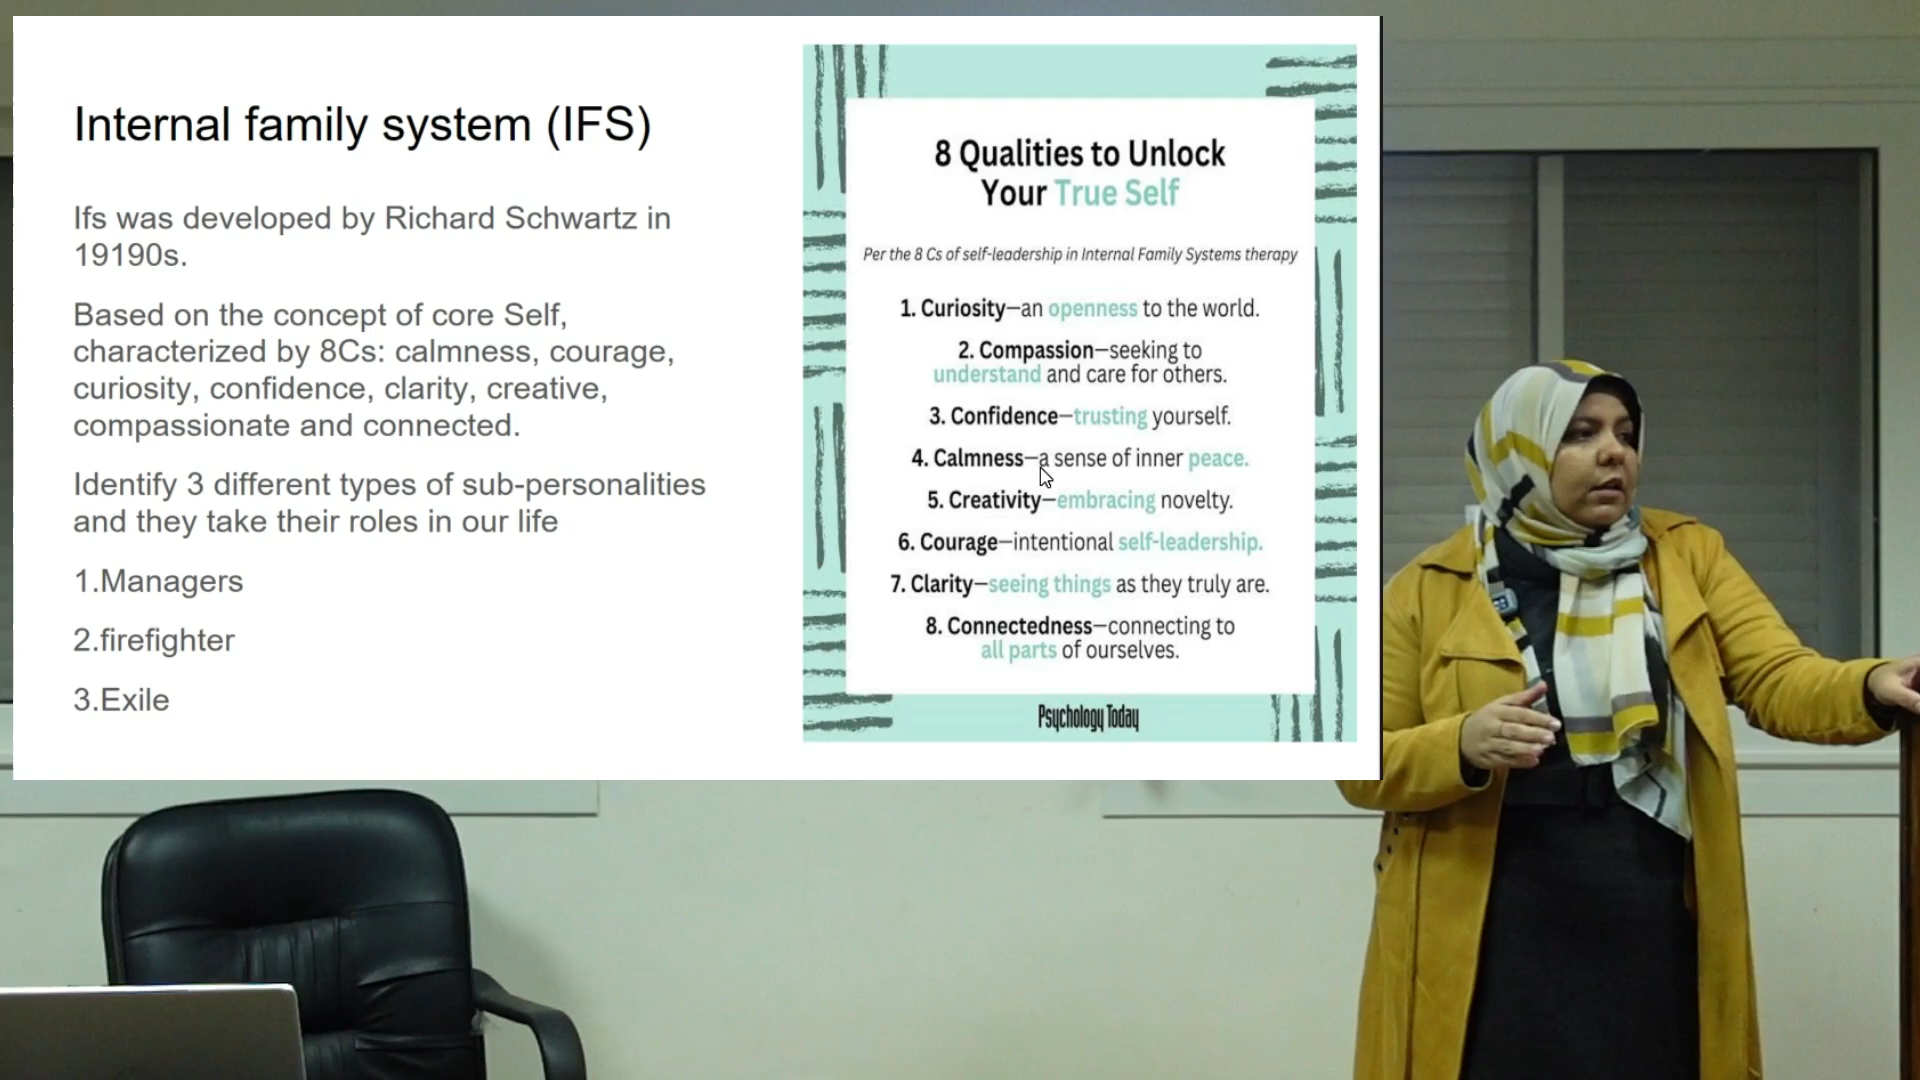 Internal family system (IFS)
Ifs was developed by Richard Schwartz in
19190s.
Based on the concept of core Self,
characterized by 8Cs: calmness, courage,
curiosity, confidence, clarity, creative,
compassionate and connected.
Identify 3 different types of sub-personalities
and they take their roles in our life
1.Managers
2.firefighter
3.Exile
8 Qualities to Unlock
Your True Self
Per the 8 Cs of self-leadership in Internal Family Systems therapy
1. Curiosity—an openness to the world.
2. Compassion—seeking to
understand and care for others.
3. Confidence—trusting yourself.
4. Calmness—a sense of inner peace.
5. Creativity—embracing novelty.
6. Courage—intentional self-leadership.
7. Clarity—seeing things as they truly are.
8. Connectedness—connecting to
all parts of ourselves.
Psychology Today